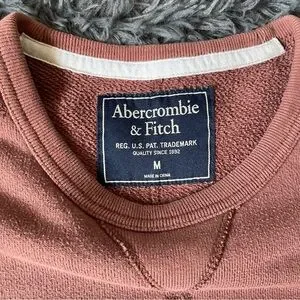 Abercrombie
& Fitch
REG. U.S. PAT. TRADEMARK
QUALITY SINCE 1892
M
MADE IN CHINA